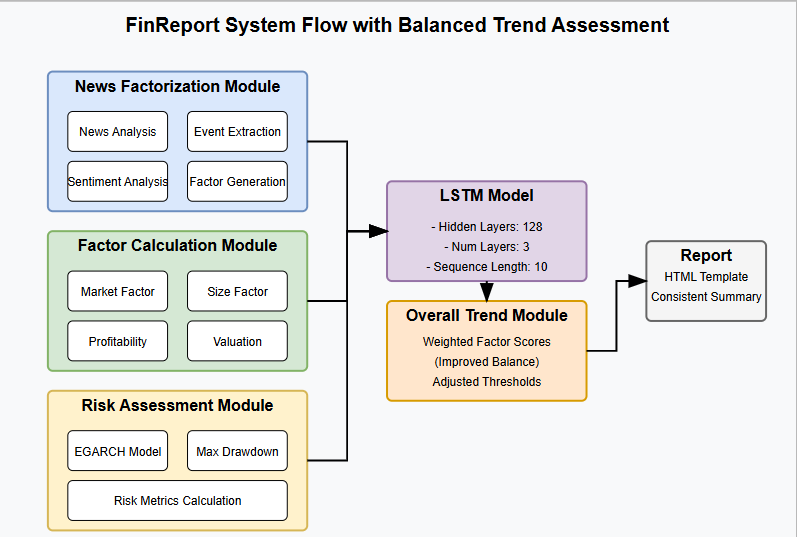 FinReport System Flow with Balanced Trend Assessment
News Factorization Module
News Analysis
Event Extraction
Sentiment Analysis
Factor Generation
Factor Calculation Module
Market Factor
Size Factor
Profitability
Valuation
Risk Assessment Module
EGARCH Model
Max Drawdown
Risk Metrics Calculation
LSTM Model
- Hidden Layers: 128
- Num Layers: 3
- Sequence Length: 10
Overall Trend Module
Weighted Factor Scores
(Improved Balance)
Adjusted Thresholds
Report
HTML Template
Consistent Summary